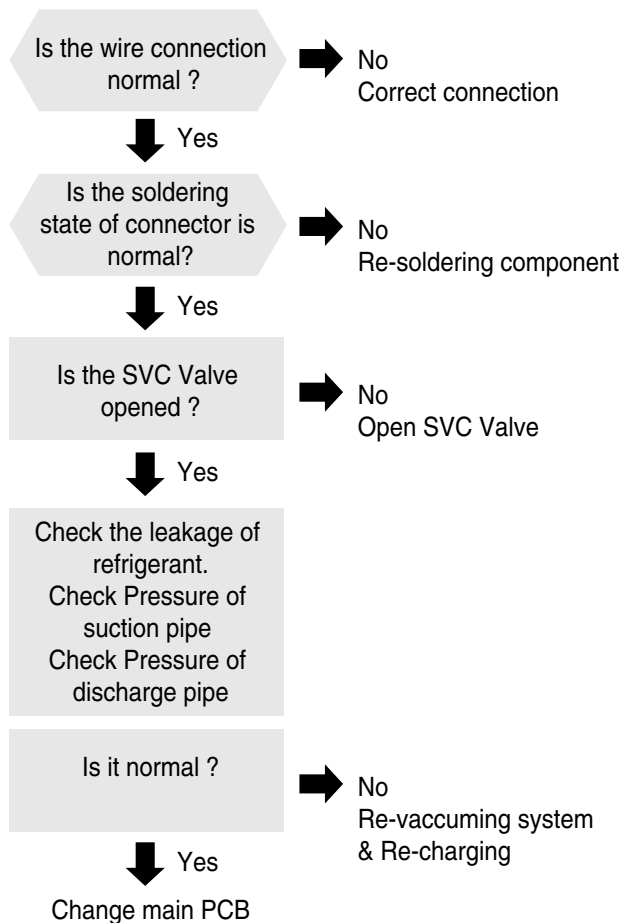 Is the wire connection
normal ?
No
Correct connection
Yes
Is the soldering
state of connector is
normal?
No
Re-soldering component
Yes
Is the SVC Valve
opened ?
No
Open SVC Valve
Yes
Check the leakage of
refrigerant.
Check Pressure of
suction pipe
Check Pressure of
discharge pipe
Is it normal ?
No
Re-vaccuming system
& Re-charging
Yes
Change main PCB